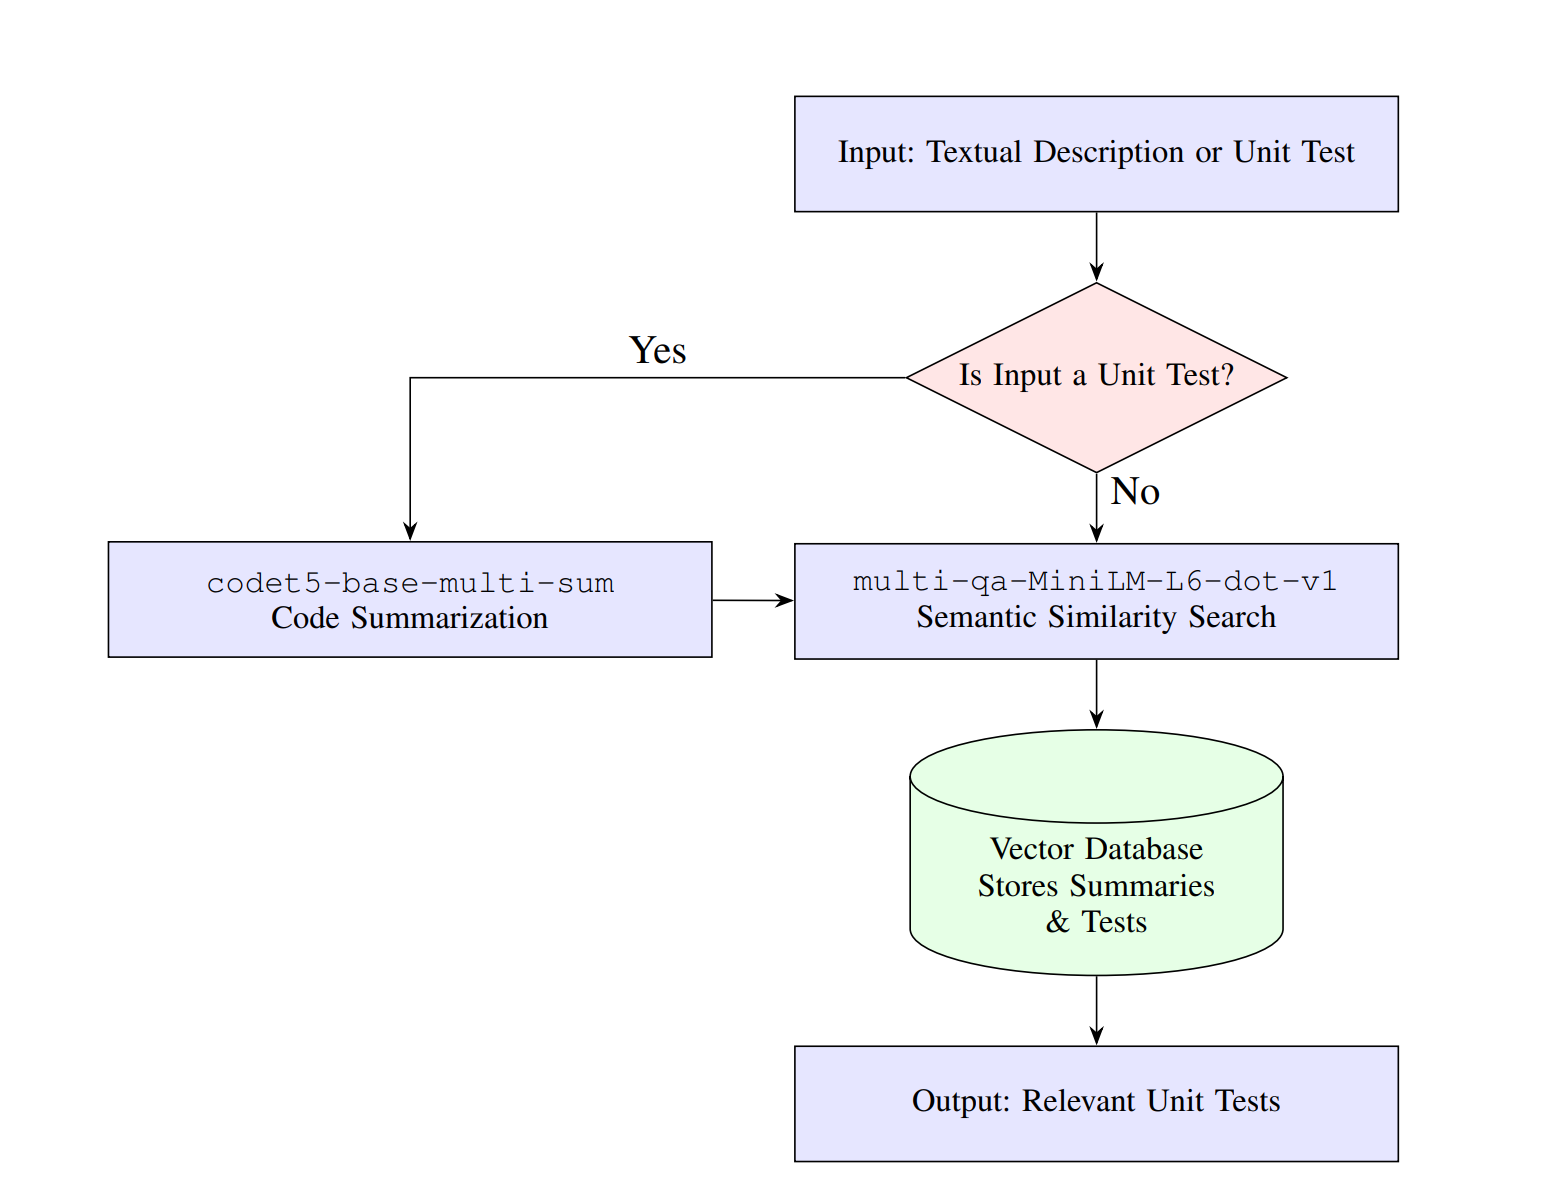 Input: Textual Description or Unit Test
Is Input a Unit Test?
Yes
No
codet5-base-multi-sum
Code Summarization
multi-qa-MiniLM-L6-dot-v1
Semantic Similarity Search
Vector Database
Stores Summaries
& Tests
Output: Relevant Unit Tests